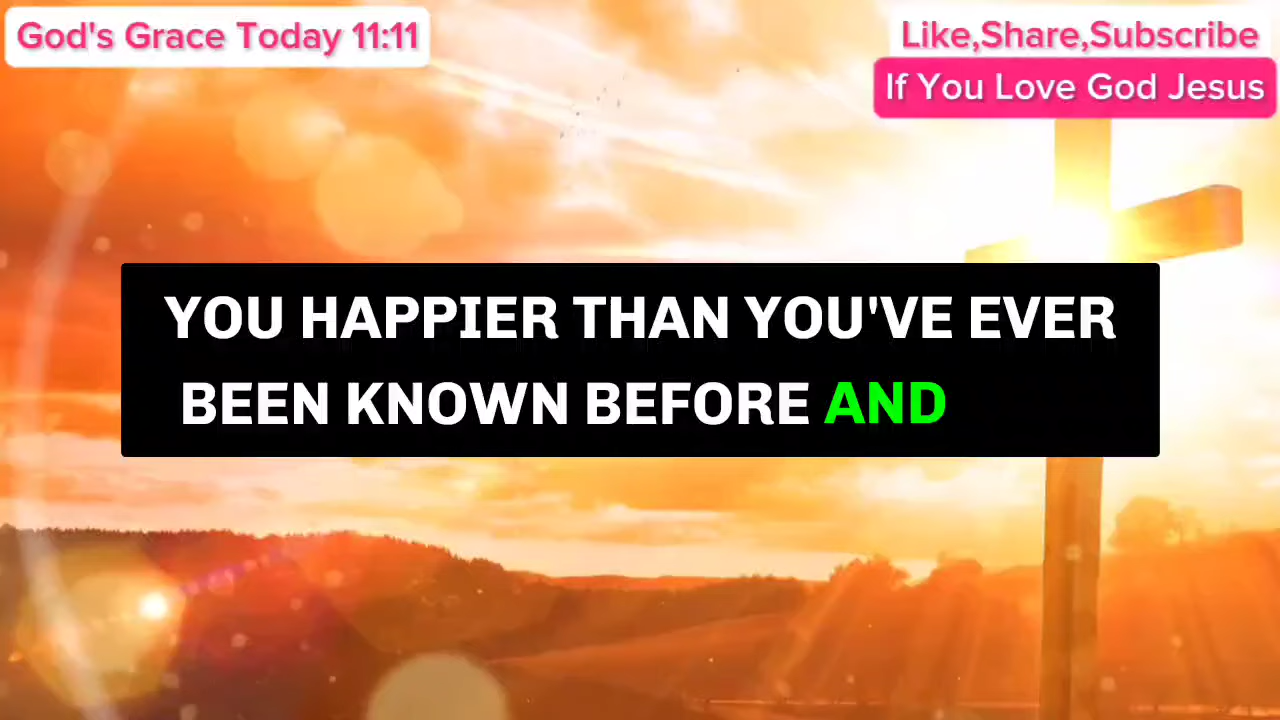 God's Grace Today 11:11
Like,Share,Subscribe
If You Love God Jesus
YOU HAPPIER THAN YOU'VE EVER
BEEN KNOWN BEFORE AND